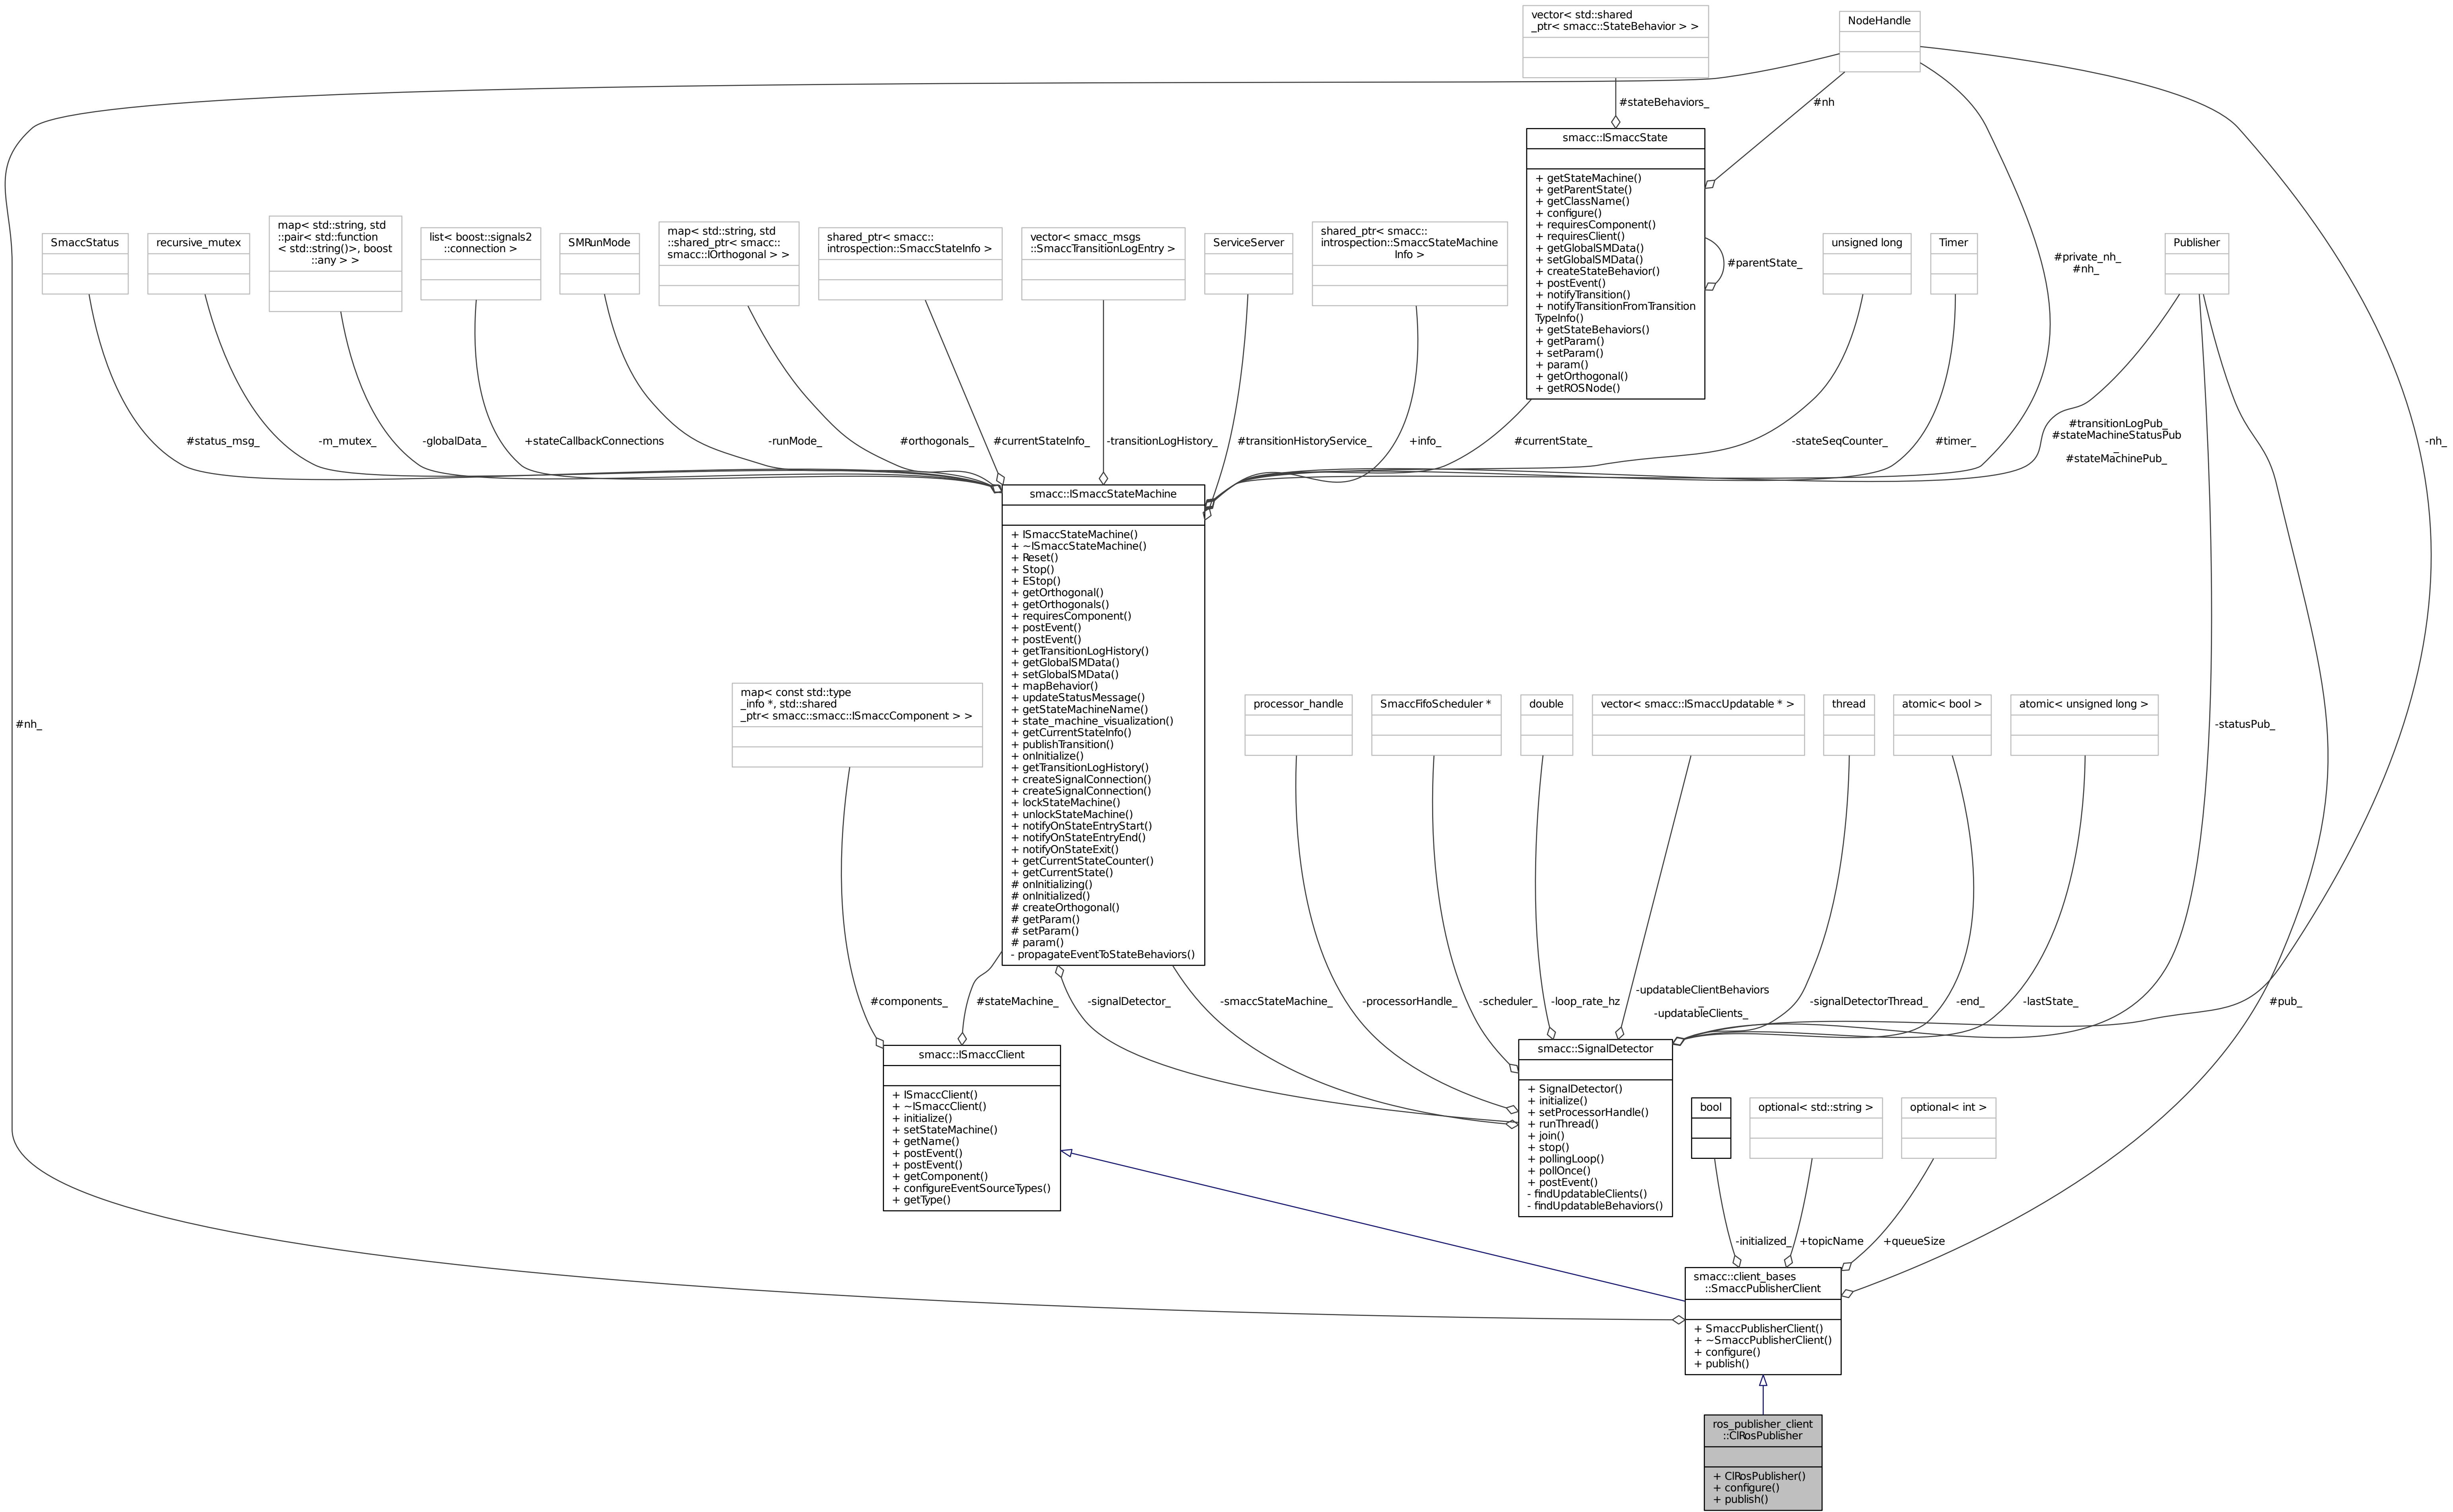 vector< std::shared
_ptr< smacc::StateBehavior > >
NodeHandle
#stateBehaviors_
#nh
smacc::ISmaccState
+ getStateMachine()
+ getParentState()
+ getClassName()
+ configure()
+ requiresComponent()
+ requiresClient()
+ getGlobalSMData()
+ setGlobalSMData()
+ createStateBehavior()
+ postEvent()
+ notifyTransition()
+ notifyTransitionFromTransition
TypeInfo()
+ getStateBehaviors()
+ getParam()
+ setParam()
+ param()
+ getOrthogonal()
+ getROSNode()
#parentState_
SmaccStatus
recursive_mutex
map< std::string, std
::pair< std::function
< std::string()>, boost
::any > >
list< boost::signals2
::connection >
SMRunMode
map< std::string, std
::shared_ptr< smacc::
smacc::IOrthogonal > >
shared_ptr< smacc::
introspection::SmaccStateInfo >
vector< smacc_msgs
::SmaccTransitionLogEntry >
ServiceServer
shared_ptr< smacc::
introspection::SmaccStateMachine
Info >
unsigned long
Timer
Publisher
#private_nh_
#nh_
#status_msg_
-m_mutex_
-globalData_
+stateCallbackConnections
-runMode_
#orthogonals_
#currentStateInfo_
-transitionLogHistory_
#transitionHistoryService_
+info_
#currentState_
-stateSeqCounter_
#timer_
#transitionLogPub_
#stateMachineStatusPub
_
#stateMachinePub_
-nh_
smacc::ISmaccStateMachine
+ ISmaccStateMachine()
+ ~ISmaccStateMachine()
+ Reset()
+ Stop()
+ EStop()
+ getOrthogonal()
+ getOrthogonals()
+ requiresComponent()
+ postEvent()
+ postEvent()
+ getTransitionLogHistory()
+ getGlobalSMData()
+ setGlobalSMData()
+ mapBehavior()
+ updateStatusMessage()
+ getStateMachineName()
+ state_machine_visualization()
+ getCurrentStateInfo()
+ publishTransition()
+ onInitialize()
+ getTransitionLogHistory()
+ createSignalConnection()
+ createSignalConnection()
+ lockStateMachine()
+ unlockStateMachine()
+ notifyOnStateEntryStart()
+ notifyOnStateEntryEnd()
+ notifyOnStateExit()
+ getCurrentStateCounter()
+ getCurrentState()
# onInitializing()
# onInitialized()
# createOrthogonal()
# getParam()
# setParam()
# param()
- propagateEventToStateBehaviors()
#nh_
map< const std::type
_info *, std::shared
_ptr< smacc::smacc::ISmaccComponent > >
processor_handle
SmaccFifoScheduler *
double
vector< smacc::ISmaccUpdatable * >
thread
atomic< bool >
atomic< unsigned long >
-statusPub_
#components_
#stateMachine_
-signalDetector_
-smaccStateMachine_
-processorHandle_
-scheduler_
-loop_rate_hz
-updatableClientBehaviors
_
-updatableClients_
-signalDetectorThread_
-end_
-lastState_
#pub_
smacc::ISmaccClient
+ ISmaccClient()
+ ~ISmaccClient()
+ initialize()
+ setStateMachine()
+ getName()
+ postEvent()
+ postEvent()
+ getComponent()
+ configureEventSourceTypes()
+ getType()
smacc::SignalDetector
+ SignalDetector()
+ initialize()
+ setProcessorHandle()
+ runThread()
+ join()
+ stop()
+ pollingLoop()
+ pollOnce()
+ postEvent()
- findUpdatableClients()
- findUpdatableBehaviors()
bool
optional< std::string >
optional< int >
-initialized_
+topicName
+queueSize
smacc::client_bases
::SmaccPublisherClient
+ SmaccPublisherClient()
+ ~SmaccPublisherClient()
+ configure()
+ publish()
ros_publisher_client
::ClRosPublisher
+ ClRosPublisher()
+ configure()
+ publish()